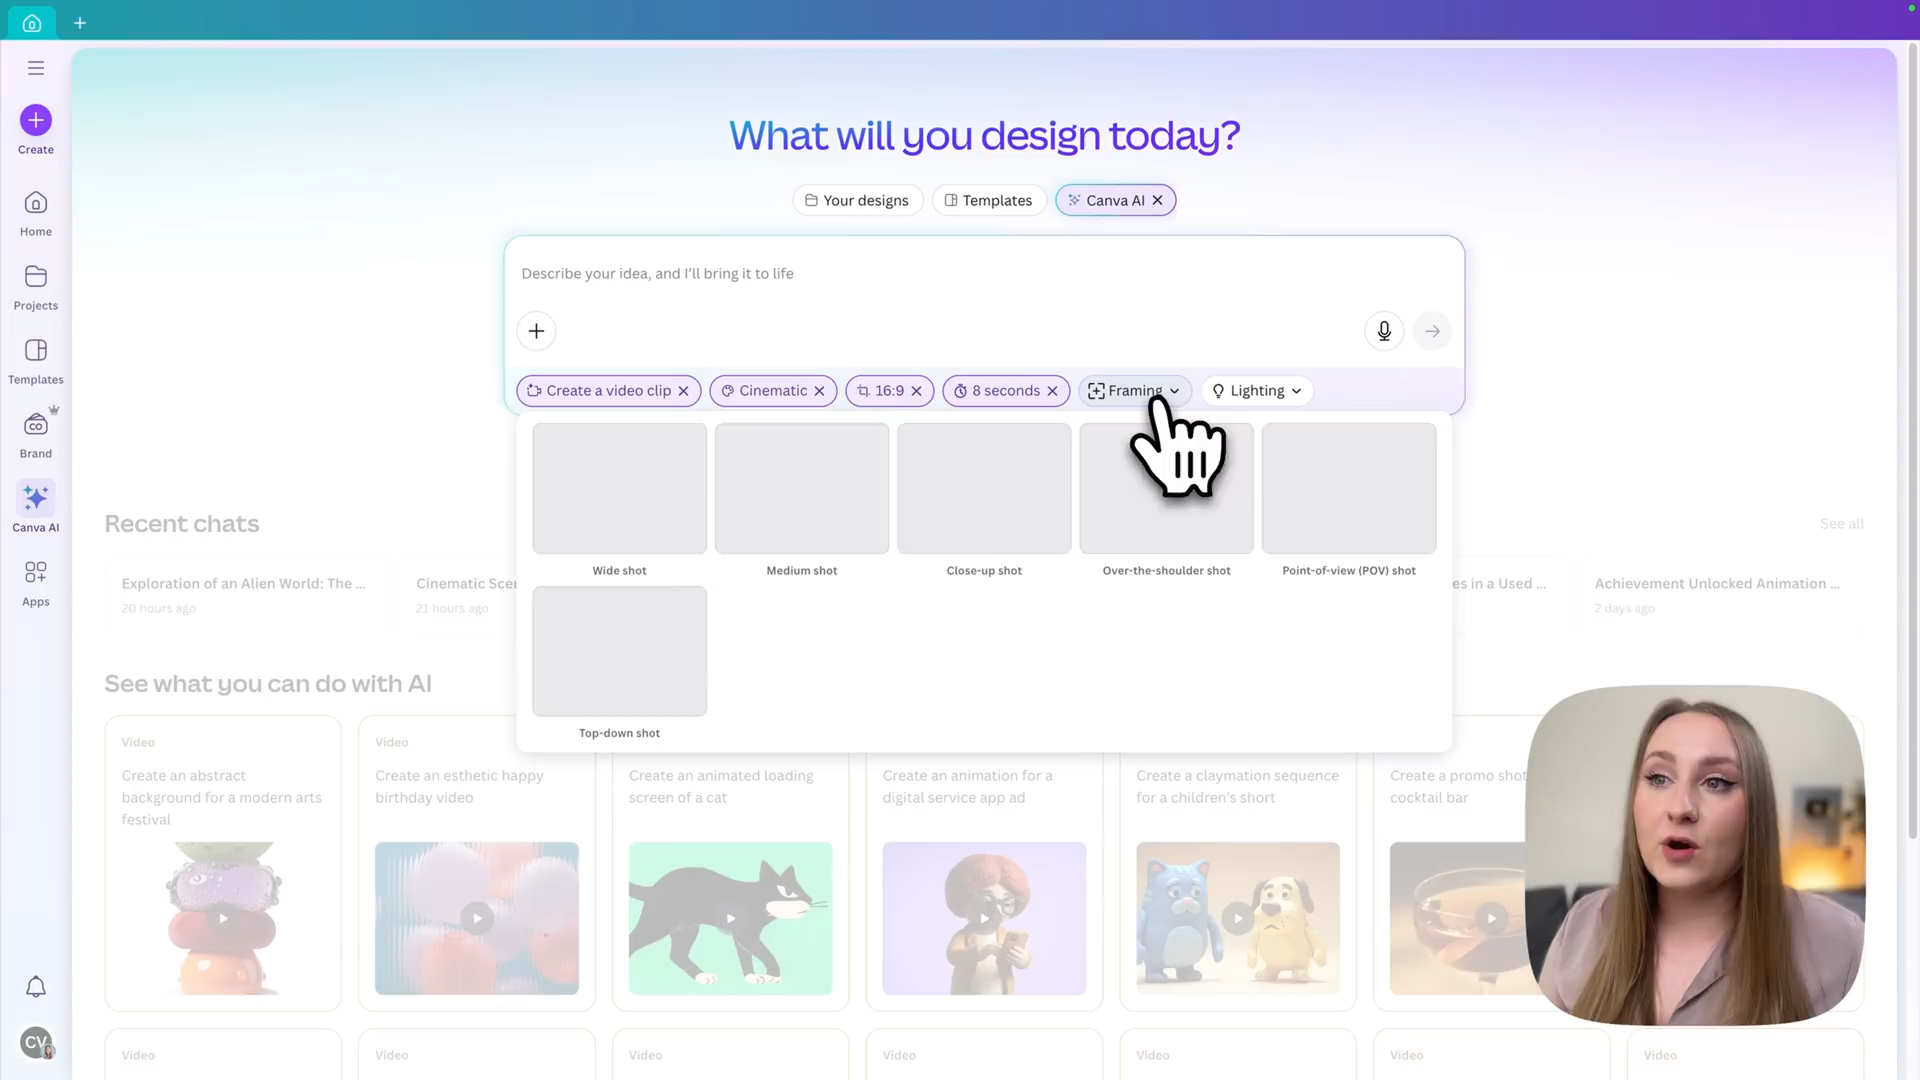 What will you design today?
Your designs
Templates
Canva AI
Describe your idea, and I'll bring it to life
Create a video clip
Cinematic
16:9
8 seconds
Framing
Lighting
Wide shot
Medium shot
Close-up shot
Over-the-shoulder shot
Point-of-view (POV) shot
Top-down shot
Create
Home
Projects
Templates
Brand
Canva AI
Apps
CV
Recent chats
See all
Exploration of an Alien World: The ...
20 hours ago
Cinematic
21 hours ago
es in a Used ...
Achievement Unlocked Animation ...
2 days ago
See what you can do with AI
Video
Create an abstract
background for a modern arts
festival
Video
Create an esthetic happy
birthday video
Create an animated loading
screen of a cat
Create an animation for a
digital service app ad
Create a claymation sequence
for a children's short
Create a promo shot
cocktail bar
Video
Video
Video
Video
Video
Video
Video